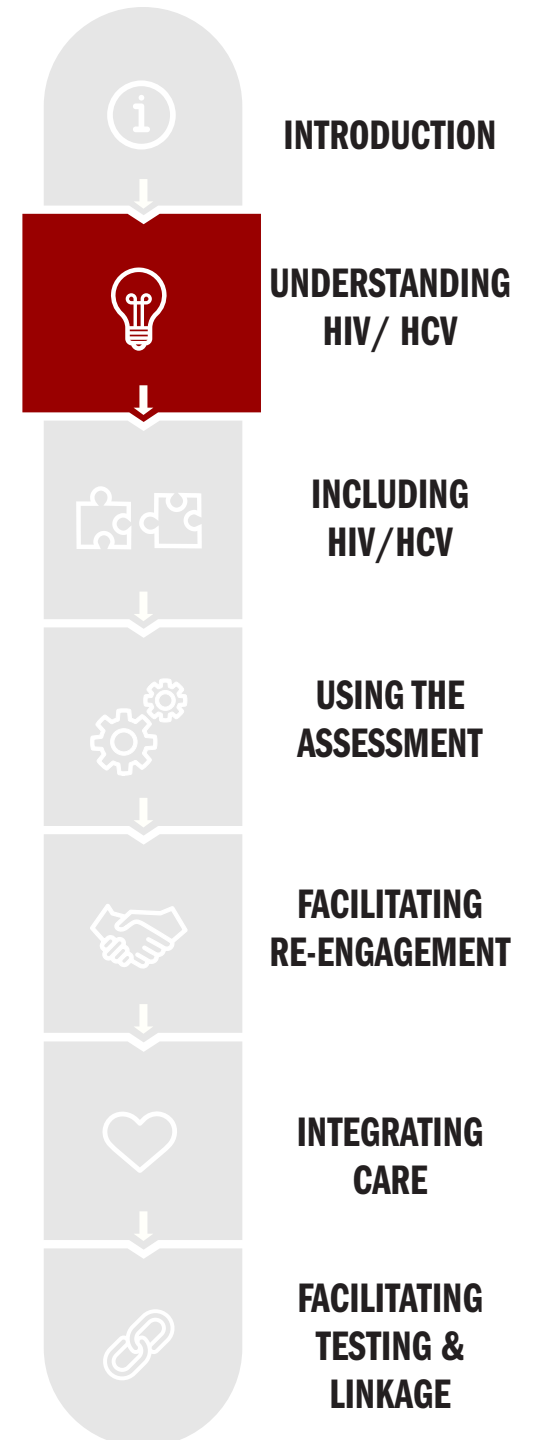 INTRODUCTION
UNDERSTANDING
HIV/ HCV
INCLUDING
HIV/HCV
USING THE
ASSESSMENT
FACILITATING
RE-ENGAGEMENT
INTEGRATING
CARE
FACILITATING
TESTING &
LINKAGE